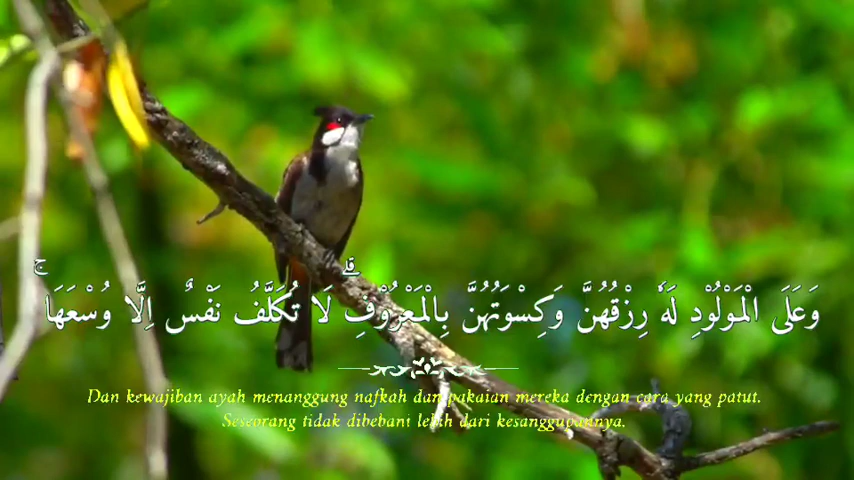 وَعَلَى الْمَوْلُوْدِ لَهٗ رِزْقُهُنَّ وَكِسْوَتُهُنَّ بِالْمَعْرُوْفِۗ لَا تُكَلَّفُ نَفْسٌ اِلَّا وُسْعَهَاۚ
Dan kewajiban ayah menanggung nafkah dan pakaian mereka dengan cara yang patut.
Seseorang tidak dibebani lebih dari kesanggupannya.